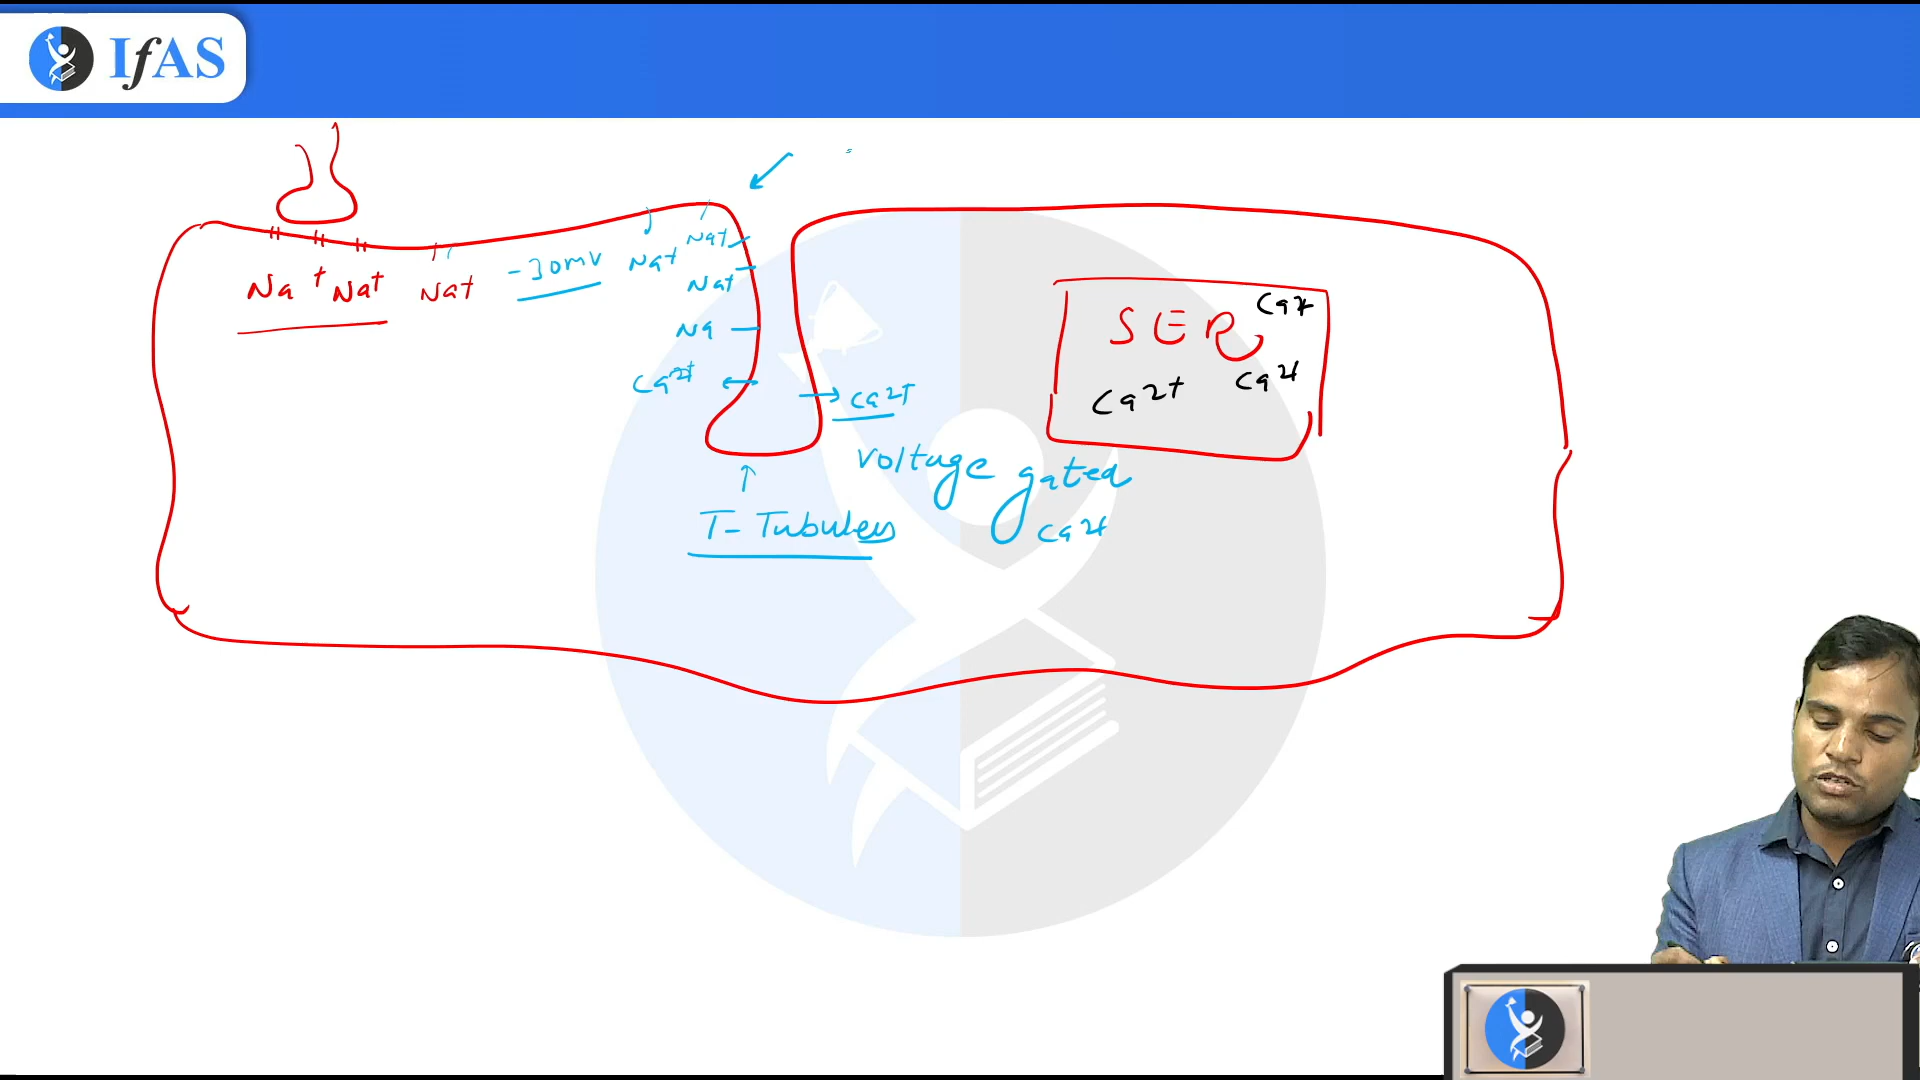 IfAS
Na+ Na+ Na+ -30mV Na+ Na+
Na+
Na
Ca2+
Ca2+
SER Ca2+
Ca2+ Ca2+
Voltage gated
Ca2+
T-Tubules